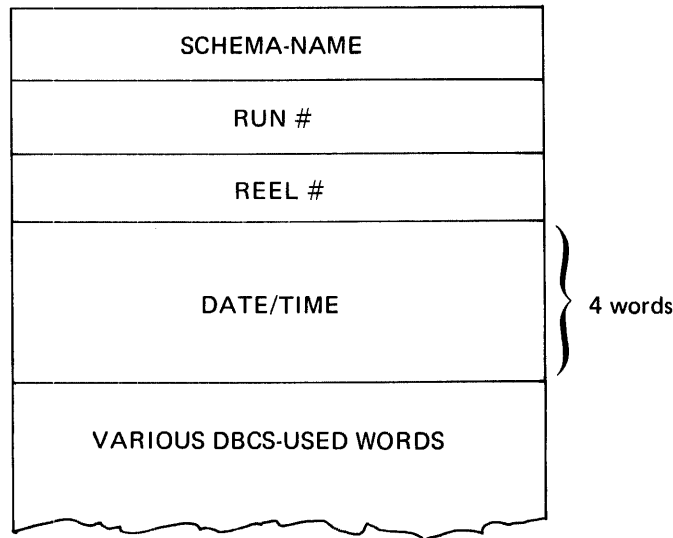 SCHEMA-NAME
RUN #
REEL #
DATE/TIME
4 words
VARIOUS DBCS-USED WORDS